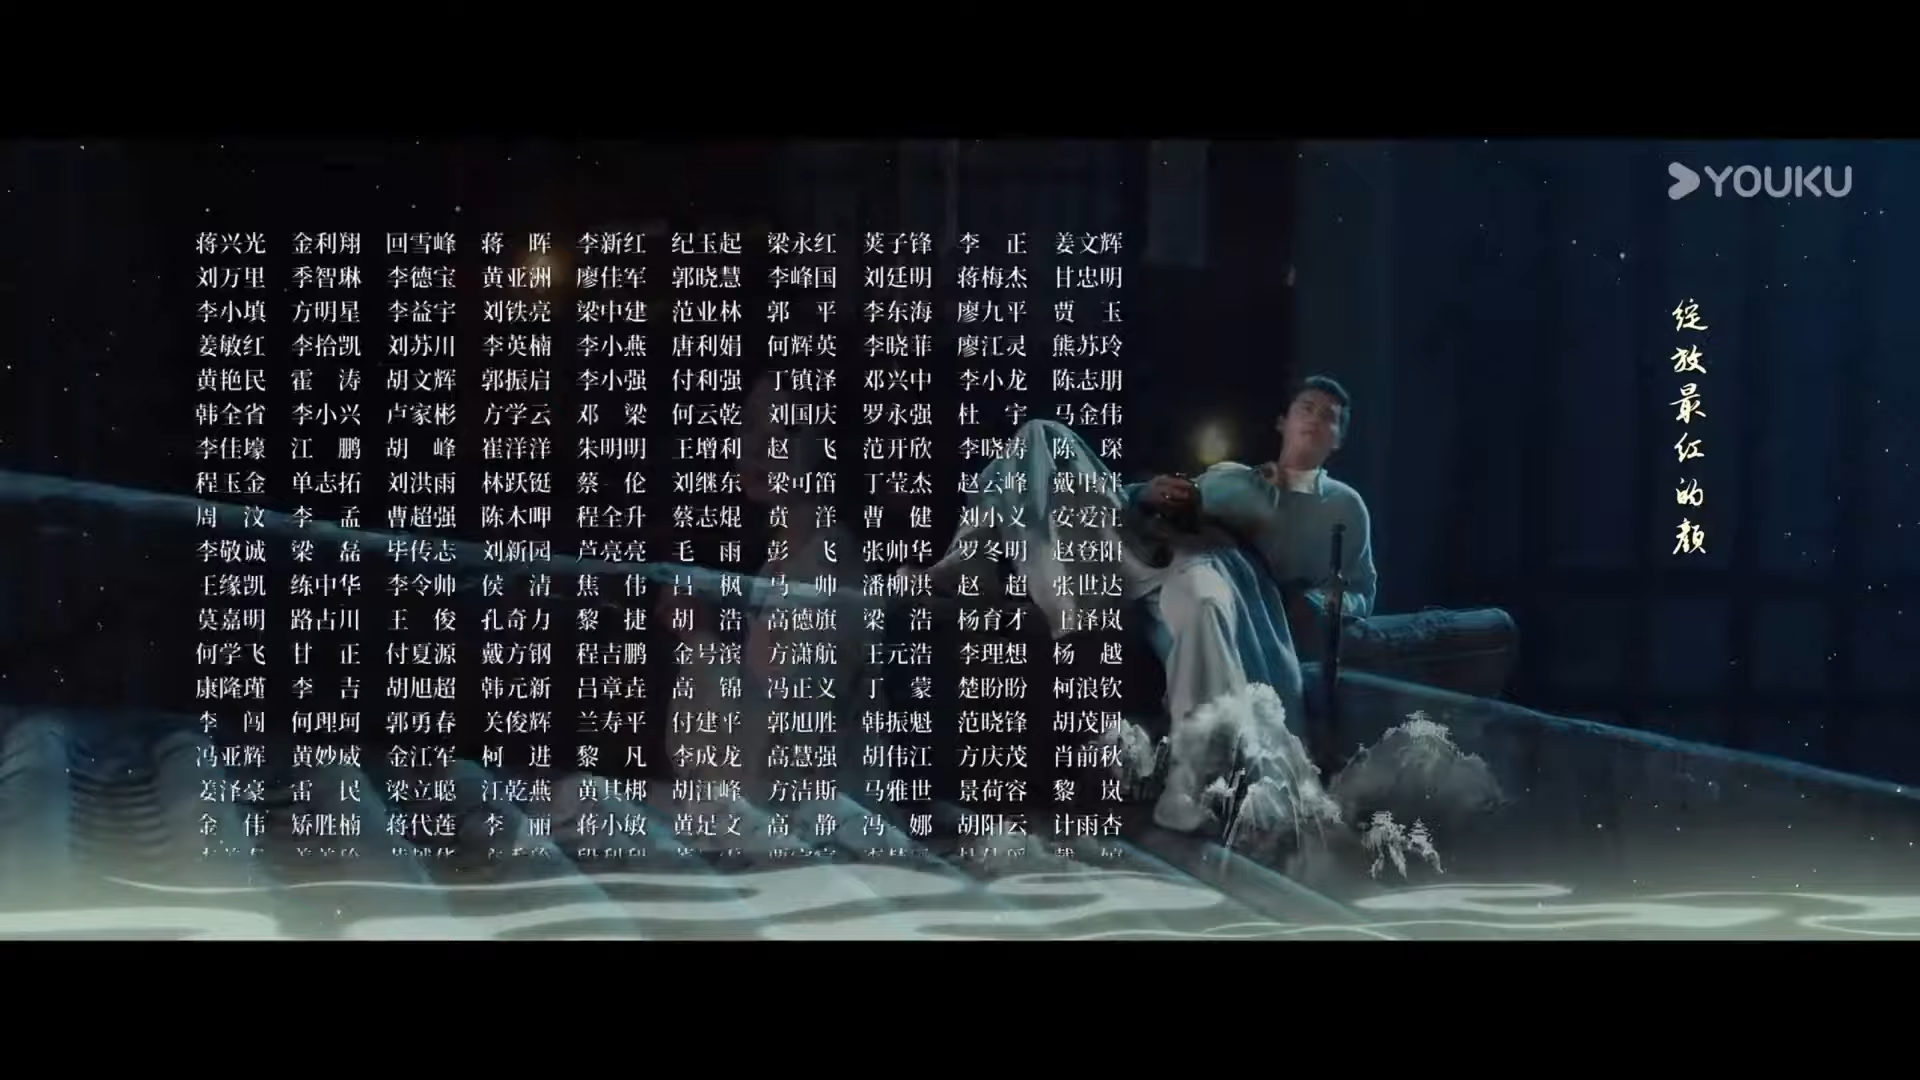 YOUKU
蒋兴光 金利翔 回雪峰 蒋 晖 李新红 纪玉起 梁永红 荚子锋 李 正 姜文辉
刘万里 季智琳 李德宝 黄亚洲 廖佳军 郭晓慧 李峰国 刘廷明 蒋梅杰 甘忠明
李小填 方明星 李益宇 刘铁亮 梁中建 范业林 郭 平 李东海 廖九平 贾 玉
姜敏红 李拾凯 刘苏川 李英楠 李小燕 唐利娟 何辉英 李晓菲 廖江灵 熊苏玲
黄艳民 霍 涛 胡文辉 郭振启 李小强 付利强 丁镇泽 邓兴中 李小龙 陈志朋
韩全省 李小兴 卢家彬 方学云 邓 梁 何云乾 刘国庆 罗永强 杜 宇 马金伟
李佳壕 江 鹏 胡 峰 崔洋洋 朱明明 王增利 赵 飞 范开欣 李晓涛 陈 琛
程玉金 单志拓 刘洪雨 林跃铤 蔡 伦 刘继东 梁可笛 丁莹杰 赵云峰 戴里洋
周 汶 李 孟 曹超强 陈木呷 程全升 蔡志焜 贲 洋 曹 健 刘小义 安爱江
李敬诚 梁 磊 毕传志 刘新园 芦亮亮 毛 雨 彭 飞 张帅华 罗冬明 赵登阳
王缘凯 练中华 李令帅 侯 清 焦 伟 吕 枫 马 帅 潘柳洪 赵 超 张世达
莫嘉明 路占川 王 俊 孔奇力 黎 捷 胡 浩 高德旗 梁 浩 杨育才 王泽岚
何学飞 甘 正 付夏源 戴方钢 程吉鹏 金号滨 方潇航 王元浩 李理想 杨 越
康隆瑾 李 吉 胡旭超 韩元新 吕章垚 高 锦 冯正义 丁 蒙 楚盼盼 柯浪钦
李 闯 何理珂 郭勇春 关俊辉 兰寿平 付建平 郭旭胜 韩振魁 范晓锋 胡茂圆
冯亚辉 黄妙威 金江军 柯 进 黎 凡 李成龙 高慧强 胡伟江 方庆茂 肖前秋
姜泽豪 雷 民 梁立聪 江乾燕 黄其梆 胡江峰 方洁斯 马雅世 景荷容 黎 岚
金 伟 矫胜楠 蒋代莲 李 丽 蒋小敏 黄足文 高 静 冯 娜 胡阳云 计雨杏
绽放最红的颜